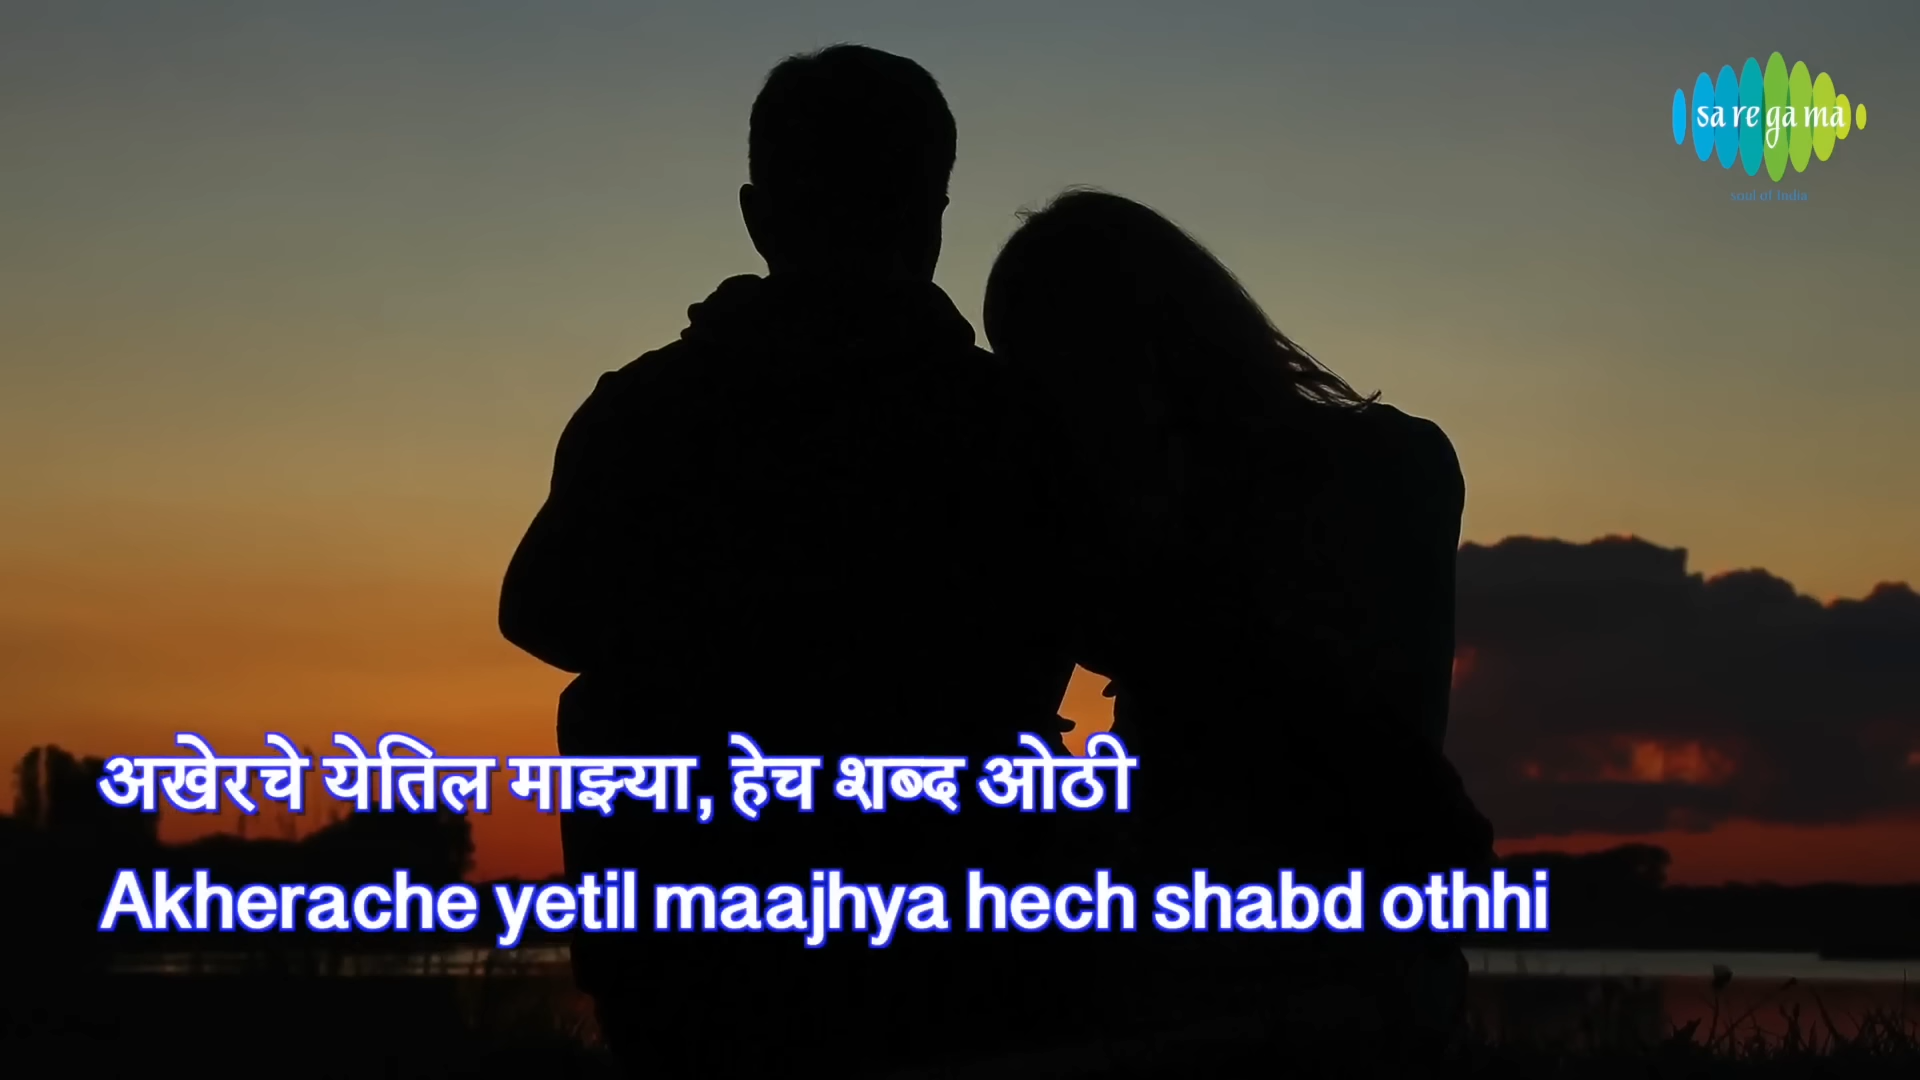 sa re ga ma
soul of India
अखेरचे येतिल माझ्या, हेच शब्द ओठी
Akherache yetil maajhya hech shabd othhi